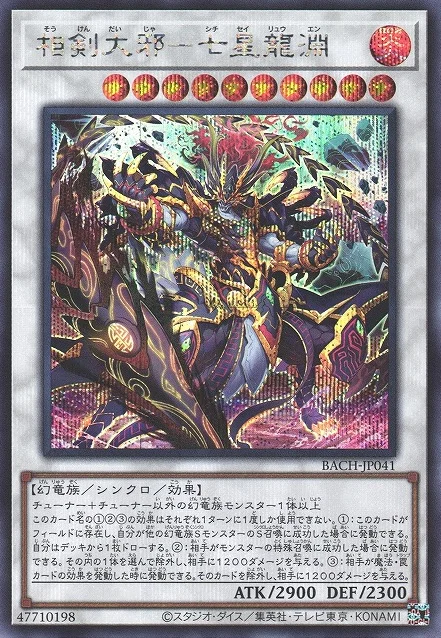 相剣大邪－七星龍淵
炎
BACH-JP041
【幻竜族／シンクロ／効果】
チューナー＋チューナー以外の幻竜族モンスター1体以上
このカード名の①②③の効果はそれぞれ1ターンに1度しか使用できない。①：このカードが
フィールドに存在し、自分が他の幻竜族SモンスターのS召喚に成功した場合に発動できる。
自分はデッキから1枚ドローする。②：相手がモンスターの特殊召喚に成功した場合に発動
できる。その内の1体を選んで除外し、相手に1200ダメージを与える。③：相手が魔法・罠
カードの効果を発動した時に発動できる。そのカードを除外し、相手に1200ダメージを与える。
ATK/2900 DEF/2300
47710198 ©スタジオ・ダイス／集英社・テレビ東京・KONAMI